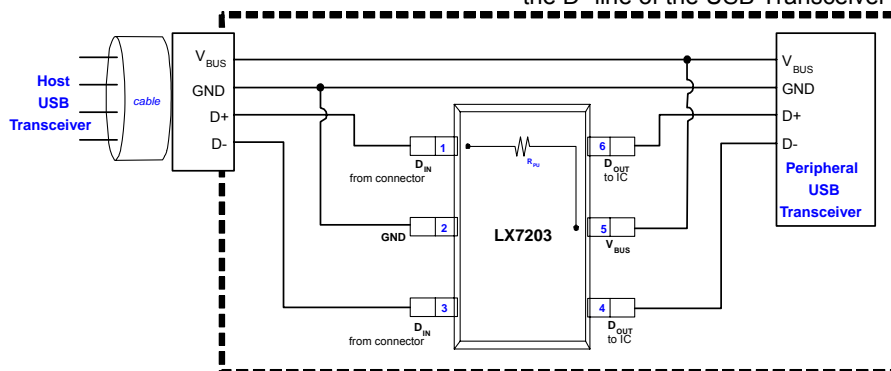 the D- line of the USB Transceiver
Host
USB
Transceiver
cable
VBUS
GND
D+
D-
VBUS
GND
D+
D-
Peripheral
USB
Transceiver
1
DIN
from connector
RPU
6
DOUT
to IC
2
GND
LX7203
5
VBUS
3
DIN
from connector
4
DOUT
to IC